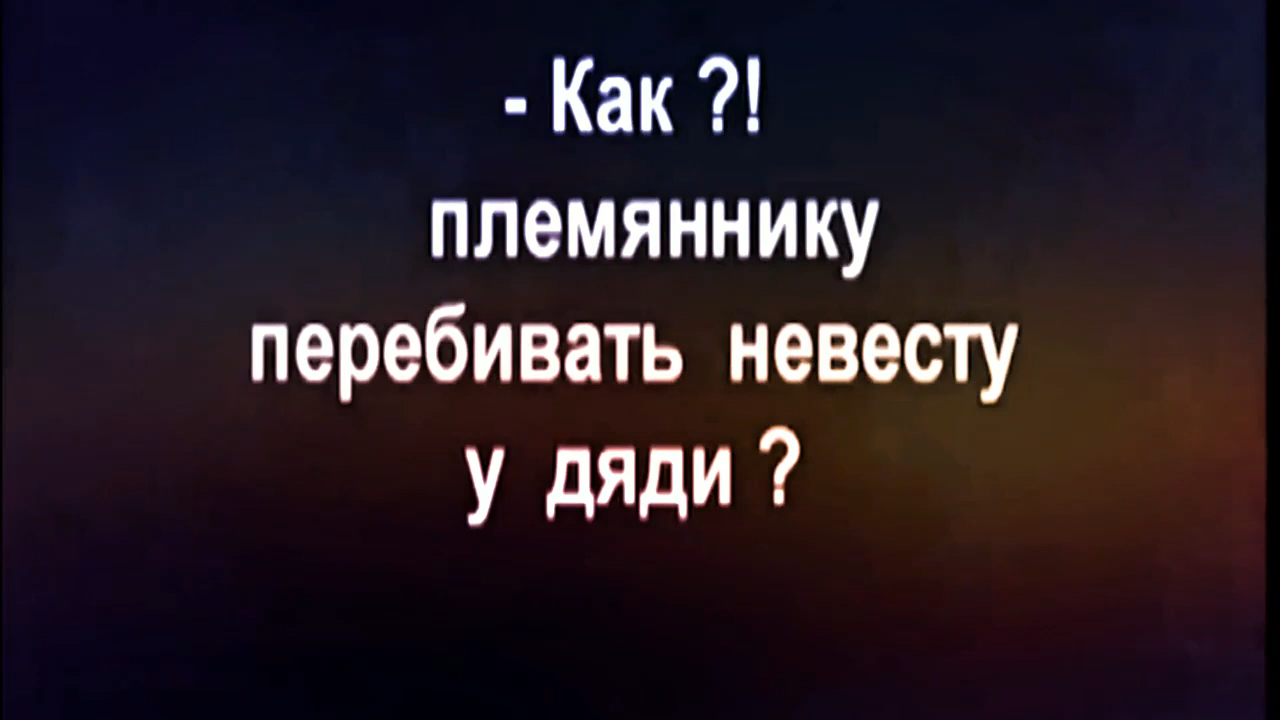 - Как ?!
племяннику
перебивать невесту
у дяди ?